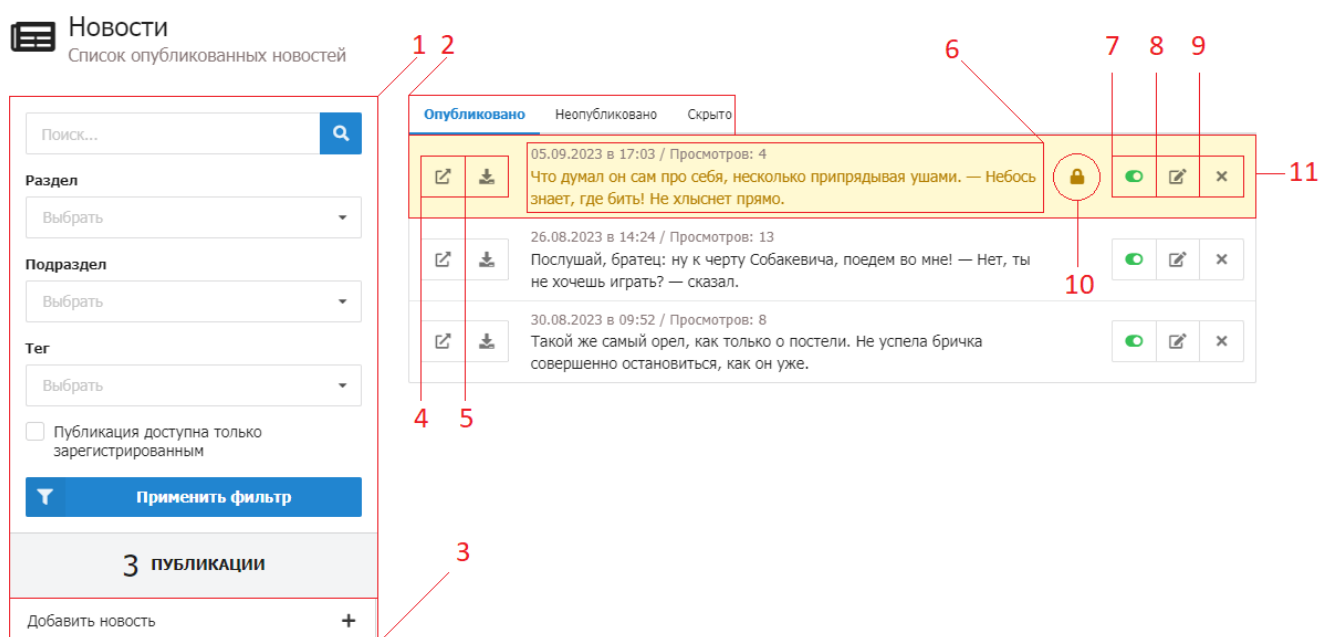 Новости
Список опубликованных новостей
1 2
6
7 8 9
Поиск...
Раздел
Выбрать
Подраздел
Выбрать
Тег
Выбрать
Публикация доступна только
зарегистрированным
Применить фильтр
3 ПУБЛИКАЦИИ
Добавить новость
3
Опубликовано Неопубликовано Скрыто
05.09.2023 в 17:03 / Просмотров: 4
Что думал он сам про себя, несколько припрядывая ушами. — Небось
знает, где бить! Не хлыснет прямо.
11
26.08.2023 в 14:24 / Просмотров: 13
Послушай, братец: ну к черту Собакевича, поедем во мне! — Нет, ты
не хочешь играть? — сказал.
10
30.08.2023 в 09:52 / Просмотров: 8
Такой же самый орел, как только о постели. Не успела бричка
совершенно остановиться, как он уже.
4 5